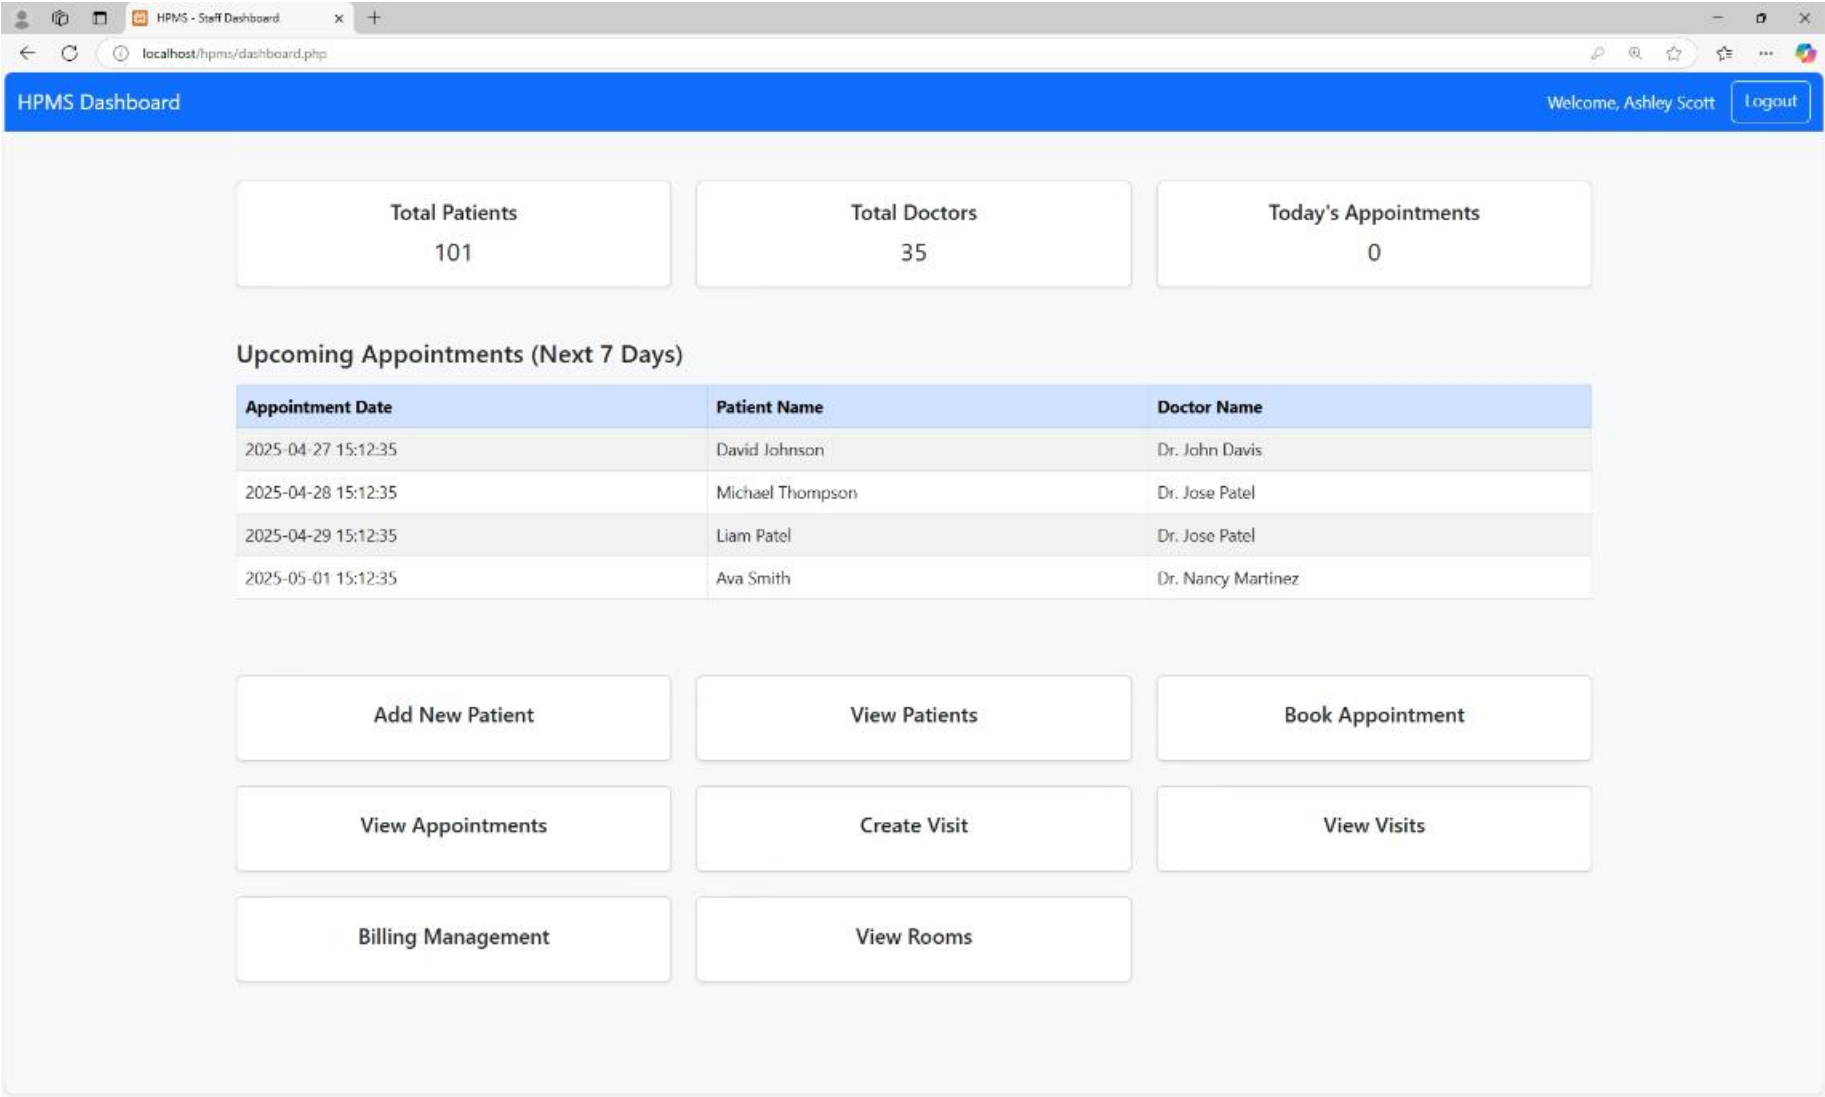 HPMS - Staff Dashboard
localhost/hpms/dashboard.php
HPMS Dashboard Welcome, Ashley Scott Logout
Total Patients Total Doctors Today's Appointments
101 35 0
Upcoming Appointments (Next 7 Days)
Appointment Date Patient Name Doctor Name
2025-04-27 15:12:35 David Johnson Dr. John Davis
2025-04-28 15:12:35 Michael Thompson Dr. Jose Patel
2025-04-29 15:12:35 Liam Patel Dr. Jose Patel
2025-05-01 15:12:35 Ava Smith Dr. Nancy Martinez
Add New Patient View Patients Book Appointment
View Appointments Create Visit View Visits
Billing Management View Rooms